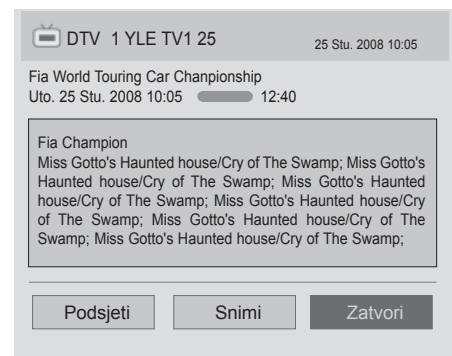 DTV 1 YLE TV1 25 25 Stu. 2008 10:05
Fia World Touring Car Chanpionship
Uto. 25 Stu. 2008 10:05 12:40
Fia Champion
Miss Gotto's Haunted house/Cry of The Swamp; Miss Gotto's
Haunted house/Cry of The Swamp; Miss Gotto's Haunted
house/Cry of The Swamp; Miss Gotto's Haunted house/Cry
of The Swamp; Miss Gotto's Haunted house/Cry of The
Swamp; Miss Gotto's Haunted house/Cry of The Swamp;
Podsjeti Snimi Zatvori